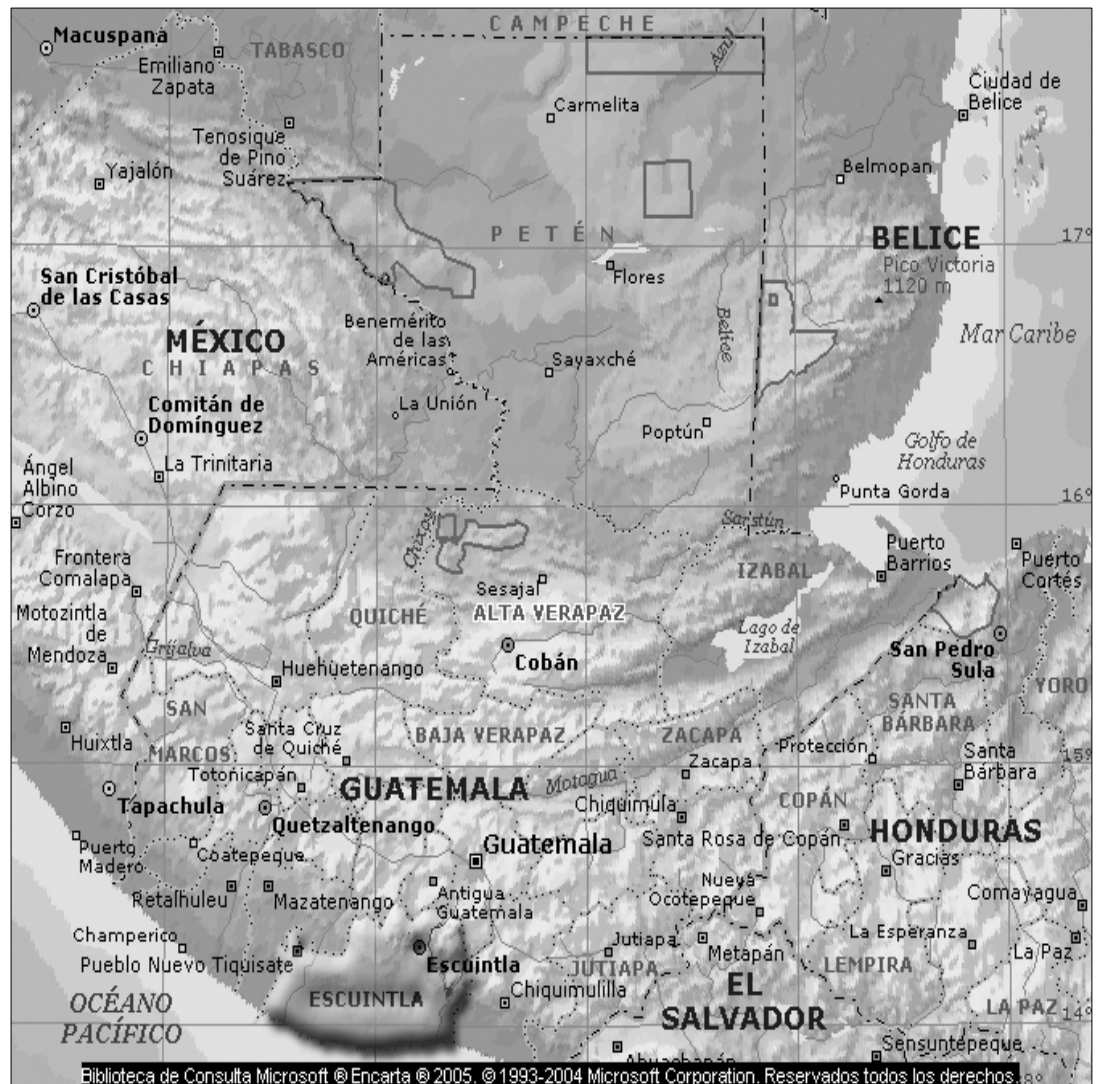 CAMPECHE
Macuspana
TABASCO
Emiliano
Zapata
Azul
Ciudad de
Belice
Carmelita
Tenosique
de Pino
Suárez
Yajalón
Belmopan
PETÉN
BELICE
17°
Pico Victoria
1120 m
Flores
San Cristóbal
de las Casas
Benemérito
de las
Américas
Belice
Mar Caribe
MÉXICO
CHIAPAS
Sayaxché
La Unión
Comitán de
Domínguez
Poptún
Golfo de
Honduras
La Trinitaria
Ángel
Albino
Corzo
Punta Gorda
16°
Chixoy
Sarstún
Frontera
Comalapa
Puerto
Barrios
Puerto
Cortés
IZABAL
Sesajal
Motozintla
de
Mendoza
QUICHÉ
ALTA VERAPAZ
Lago de
Izabal
Grijalva
Cobán
San Pedro
Sula
Huehuetenango
YORO
SAN
MARCOS
Santa Cruz
de Quiché
BAJA VERAPAZ
ZACAPA
SANTA
BÁRBARA
Huixtla
Protección
Santa
Bárbara
15°
Totonicapán
Zacapa
Motagua
GUATEMALA
Tapachula
Chiquimula
COPÁN
Quetzaltenango
Santa Rosa de Copán
HONDURAS
Puerto
Madero
Coatepeque
Guatemala
Gracias
Retalhuleu
Mazatenango
Antigua
Guatemala
Nueva
Ocotepeque
Comayagua
Champerico
Jutiapa
Metapán
La Esperanza
La Paz
Pueblo Nuevo Tiquisate
Escuintla
JUTIAPA
LEMPIRA
OCÉANO
PACÍFICO
ESCUINTLA
Chiquimulilla
EL
SALVADOR
LA PAZ
14°
Ahuachapán
Sensuntepeque
Biblioteca de Consulta Microsoft ® Encarta ® 2005. © 1993-2004 Microsoft Corporation. Reservados todos los derechos.